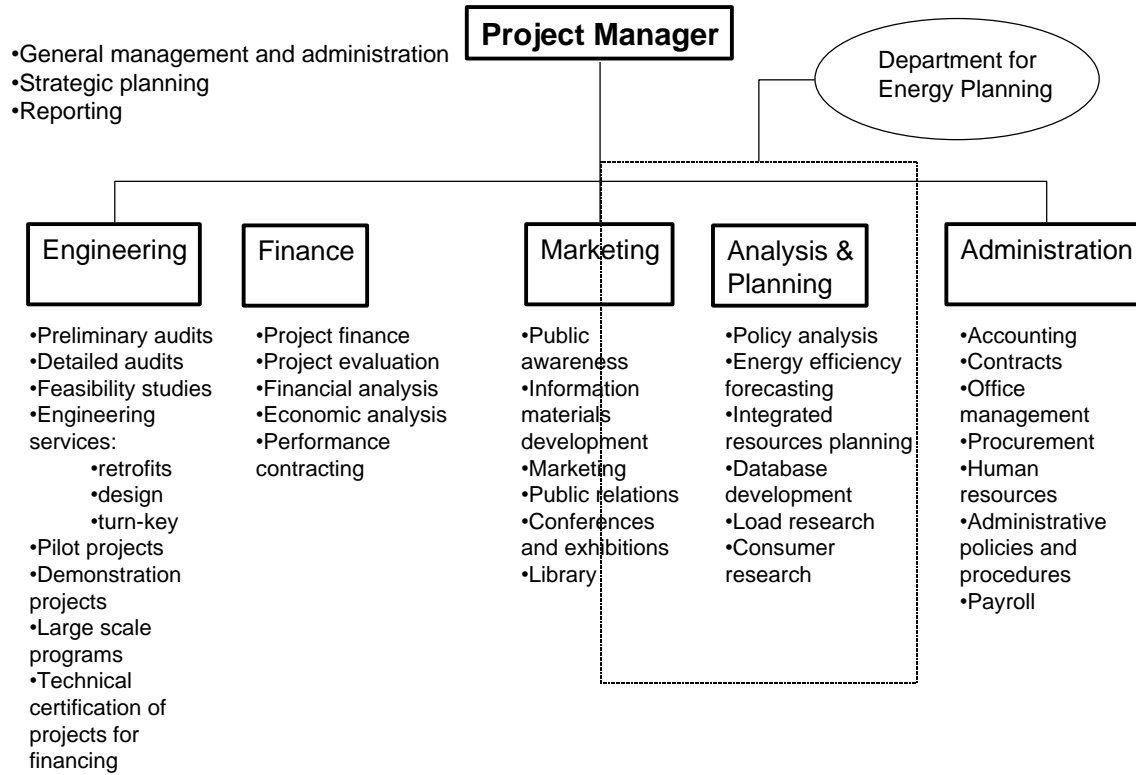 Project Manager
•General management and administration
•Strategic planning
•Reporting
Department for
Energy Planning
Engineering
•Preliminary audits
•Detailed audits
•Feasibility studies
•Engineering
services:
•retrofits
•design
•turn-key
•Pilot projects
•Demonstration
projects
•Large scale
programs
•Technical
certification of
projects for
financing
Finance
•Project finance
•Project evaluation
•Financial analysis
•Economic analysis
•Performance
contracting
Marketing
•Public
awareness
•Information
materials
development
•Marketing
•Public relations
•Conferences
and exhibitions
•Library
Analysis &
Planning
•Policy analysis
•Energy efficiency
forecasting
•Integrated
resources planning
•Database
development
•Load research
•Consumer
research
Administration
•Accounting
•Contracts
•Office
management
•Procurement
•Human
resources
•Administrative
policies and
procedures
•Payroll